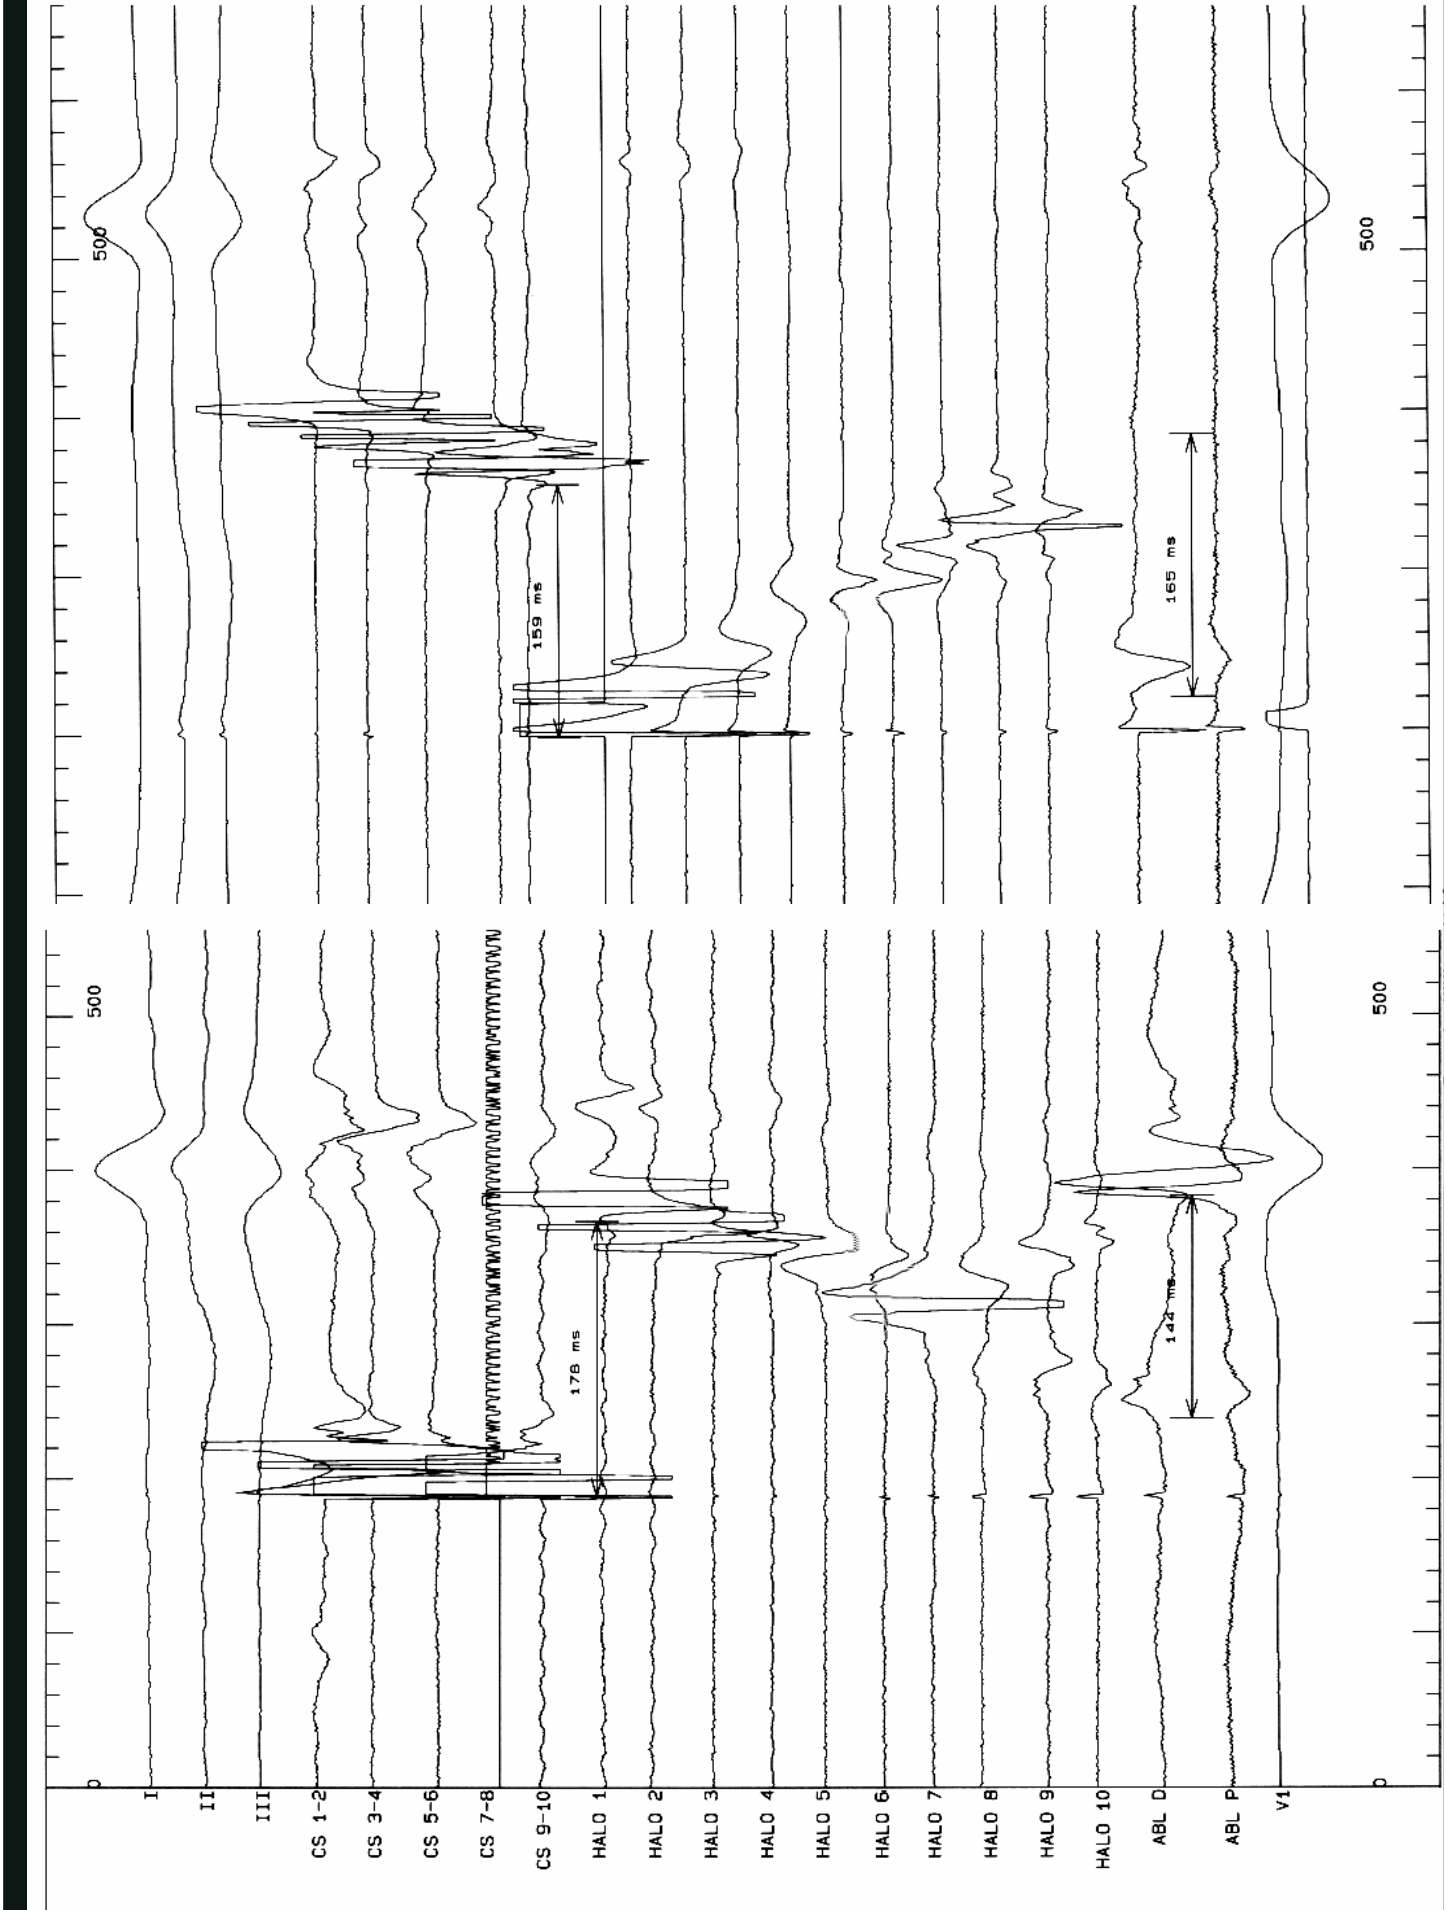 500
500
159 ms
165 ms
500
500
178 ms
144 ms
0
0
I
II
III
CS 1-2
CS 3-4
CS 5-6
CS 7-8
CS 9-10
HALO 1
HALO 2
HALO 3
HALO 4
HALO 5
HALO 6
HALO 7
HALO 8
HALO 9
HALO 10
ABL D
ABL P
V1